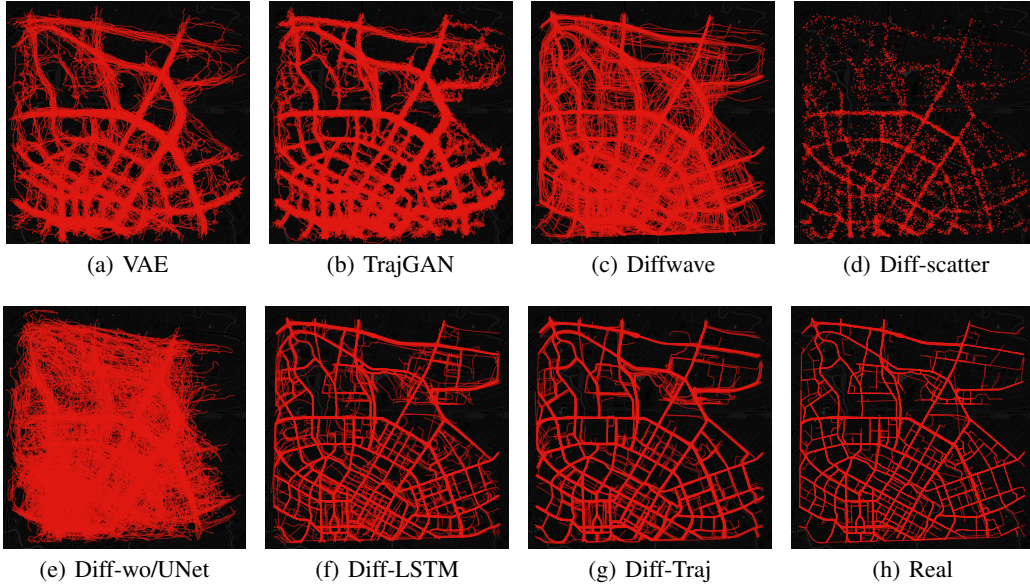 (a) VAE
(b) TrajGAN
(c) Diffwave
(d) Diff-scatter
(e) Diff-wo/UNet
(f) Diff-LSTM
(g) Diff-Traj
(h) Real